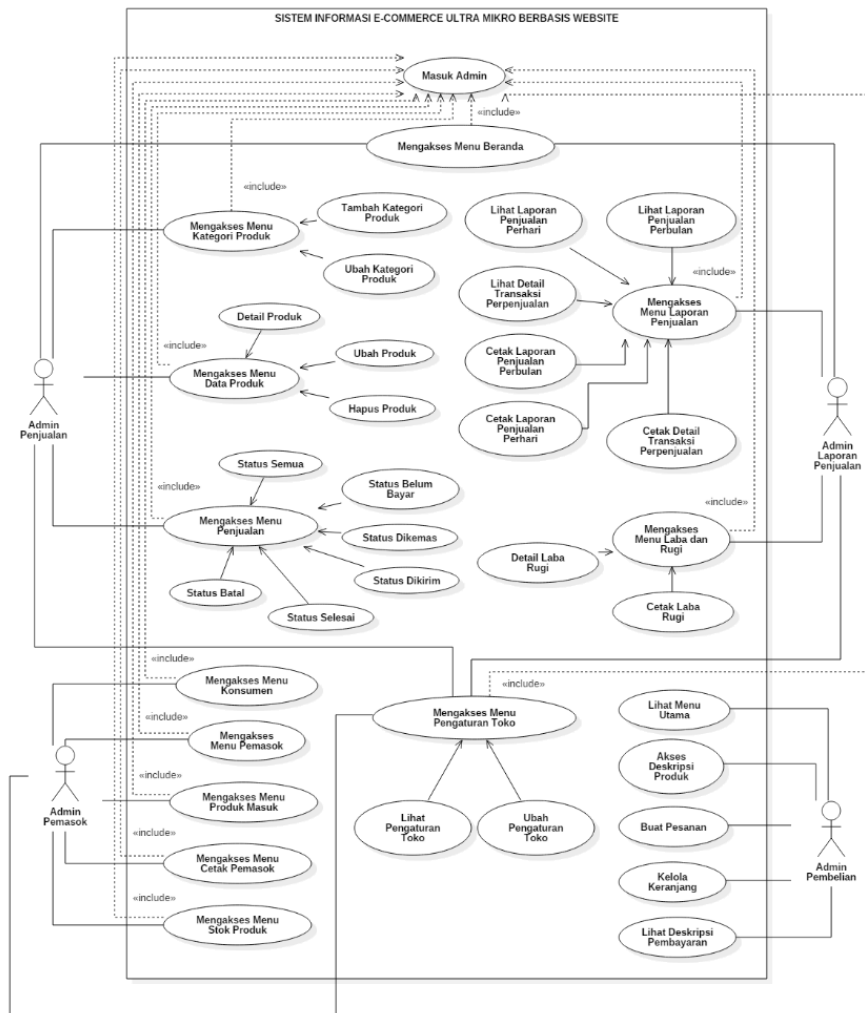 SISTEM INFORMASI E-COMMERCE ULTRA MIKRO BERBASIS WEBSITE
Masuk Admin
«include»
Mengakses Menu Beranda
«include»
Mengakses Menu
Kategori Produk
Tambah Kategori
Produk
Ubah Kategori
Produk
Lihat Laporan
Penjualan
Perhari
Lihat Laporan
Penjualan
Perbulan
«include»
Lihat Detail
Transaksi
Perpenjualan
Mengakses
Menu Laporan
Penjualan
Detail Produk
«include»
Mengakses Menu
Data Produk
Ubah Produk
Hapus Produk
Cetak Laporan
Penjualan
Perbulan
Cetak Laporan
Penjualan
Perhari
Cetak Detail
Transaksi
Perpenjualan
Admin
Penjualan
Admin
Laporan
Penjualan
Status Semua
«include»
Mengakses Menu
Penjualan
Status Belum
Bayar
Status Dikemas
Status Dikirim
Status Batal
Status Selesai
«include»
Mengakses
Menu Laba dan
Rugi
Detail Laba
Rugi
Cetak Laba
Rugi
«include»
Mengakses Menu
Konsumen
«include»
Mengakses
Menu Pemasok
«include»
Mengakses Menu
Produk Masuk
«include»
Mengakses Menu
Cetak Pemasok
«include»
Mengakses Menu
Stok Produk
Admin
Pemasok
«include»
Mengakses Menu
Pengaturan Toko
Lihat
Pengaturan
Toko
Ubah
Pengaturan
Toko
Lihat Menu
Utama
Akses
Deskripsi
Produk
Buat Pesanan
Kelola
Keranjang
Lihat Deskripsi
Pembayaran
Admin
Pembelian